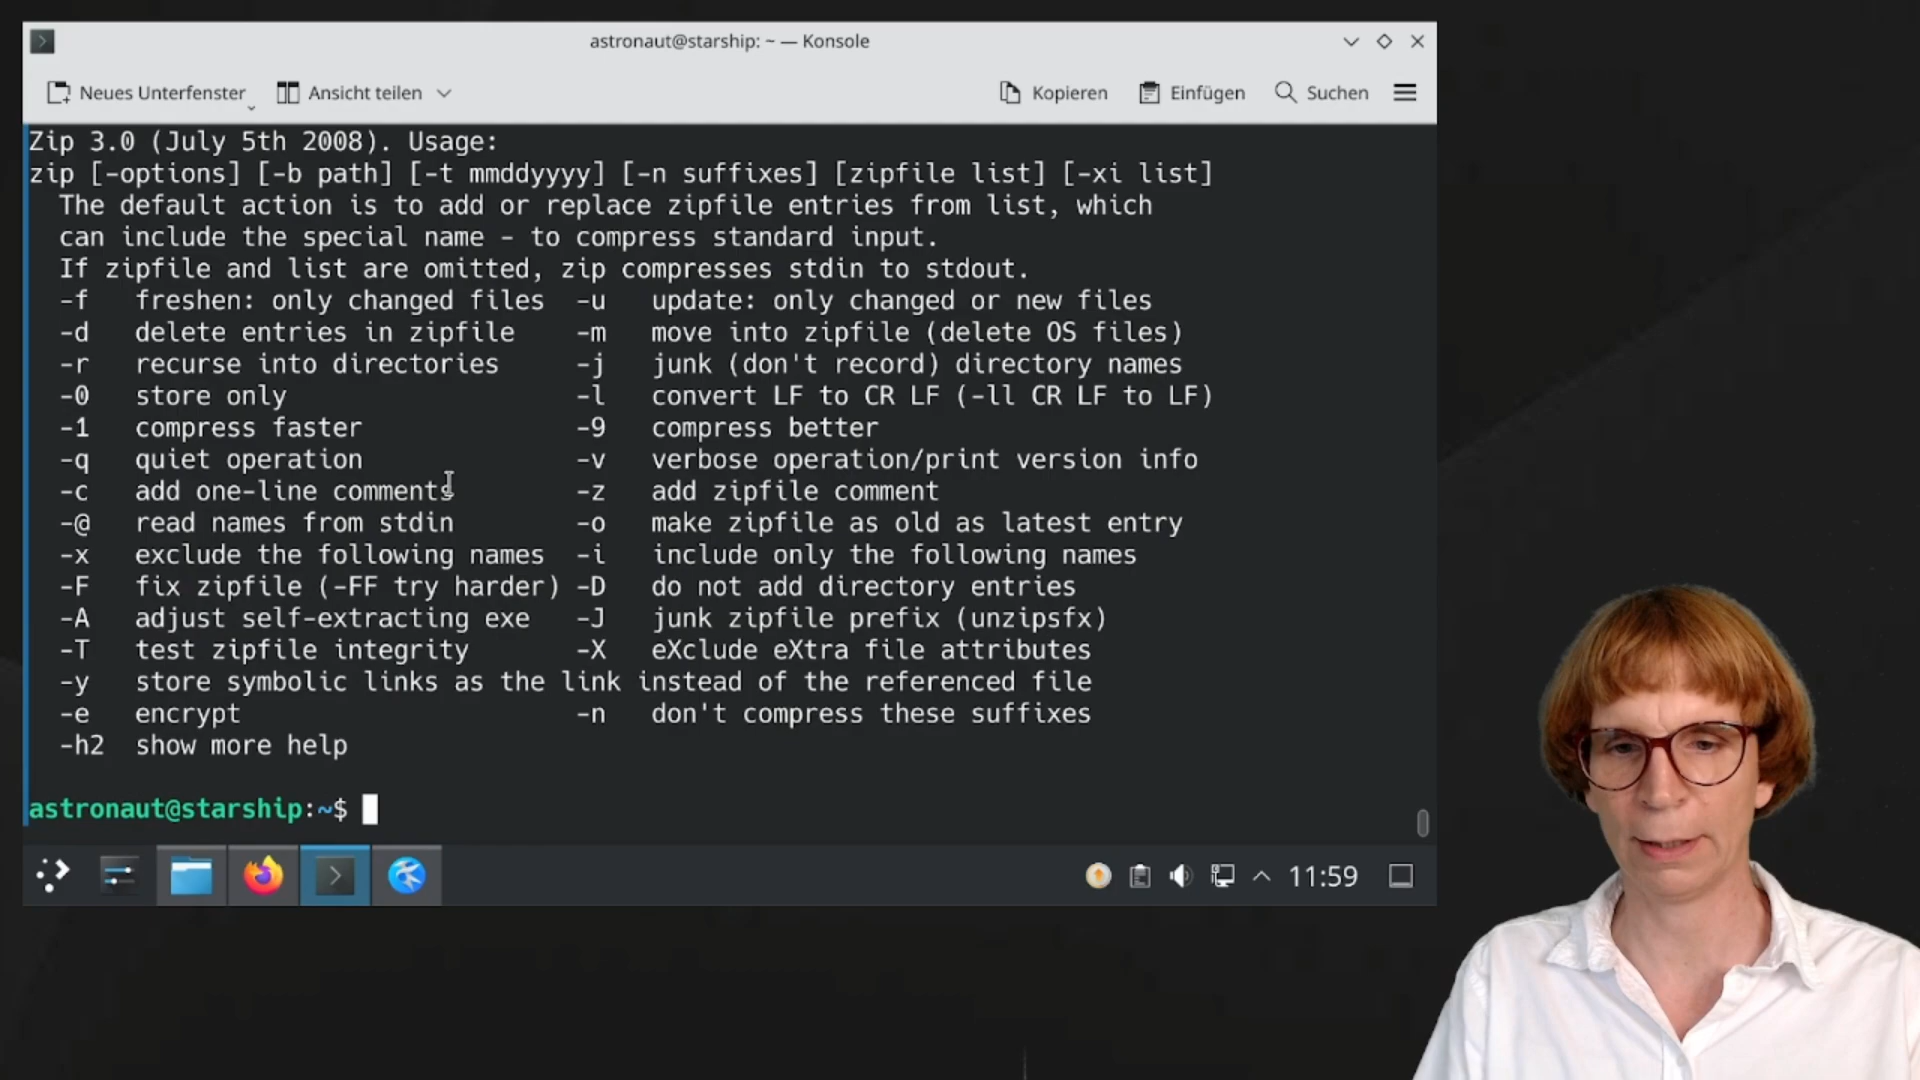 astronaut@starship: ~ — Konsole
Neues Unterfenster Ansicht teilen Kopieren Einfügen Suchen
Zip 3.0 (July 5th 2008). Usage:
zip [-options] [-b path] [-t mmddyyyy] [-n suffixes] [zipfile list] [-xi list]
The default action is to add or replace zipfile entries from list, which
can include the special name - to compress standard input.
If zipfile and list are omitted, zip compresses stdin to stdout.
-f freshen: only changed files -u update: only changed or new files
-d delete entries in zipfile -m move into zipfile (delete OS files)
-r recurse into directories -j junk (don't record) directory names
-0 store only -l convert LF to CR LF (-ll CR LF to LF)
-1 compress faster -9 compress better
-q quiet operation -v verbose operation/print version info
-c add one-line comments -z add zipfile comment
-@ read names from stdin -o make zipfile as old as latest entry
-x exclude the following names -i include only the following names
-F fix zipfile (-FF try harder) -D do not add directory entries
-A adjust self-extracting exe -J junk zipfile prefix (unzipsfx)
-T test zipfile integrity -X eXclude eXtra file attributes
-y store symbolic links as the link instead of the referenced file
-e encrypt -n don't compress these suffixes
-h2 show more help
astronaut@starship:~$
11:59